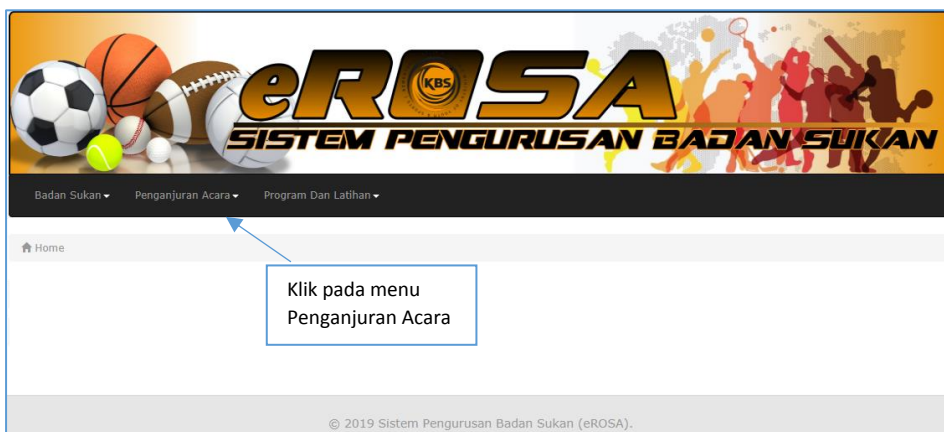 eROSA
KBS
SISTEM PENGURUSAN BADAN SUKAN
Badan Sukan Penganjuran Acara Program Dan Latihan
Home
Klik pada menu
Penganjuran Acara
© 2019 Sistem Pengurusan Badan Sukan (eROSA).